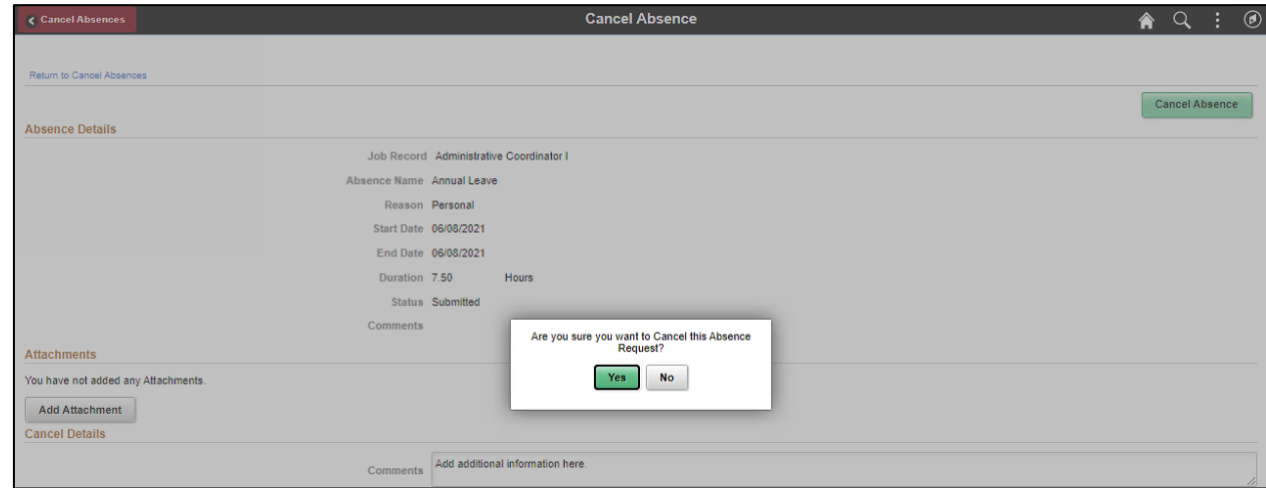 Cancel Absences
Cancel Absence
Return to Cancel Absences
Cancel Absence
Absence Details
Job Record Administrative Coordinator I
Absence Name Annual Leave
Reason Personal
Start Date 06/08/2021
End Date 06/08/2021
Duration 7.50 Hours
Status Submitted
Comments
Are you sure you want to Cancel this Absence
Request?
Yes No
Attachments
You have not added any Attachments.
Add Attachment
Cancel Details
Comments Add additional information here.